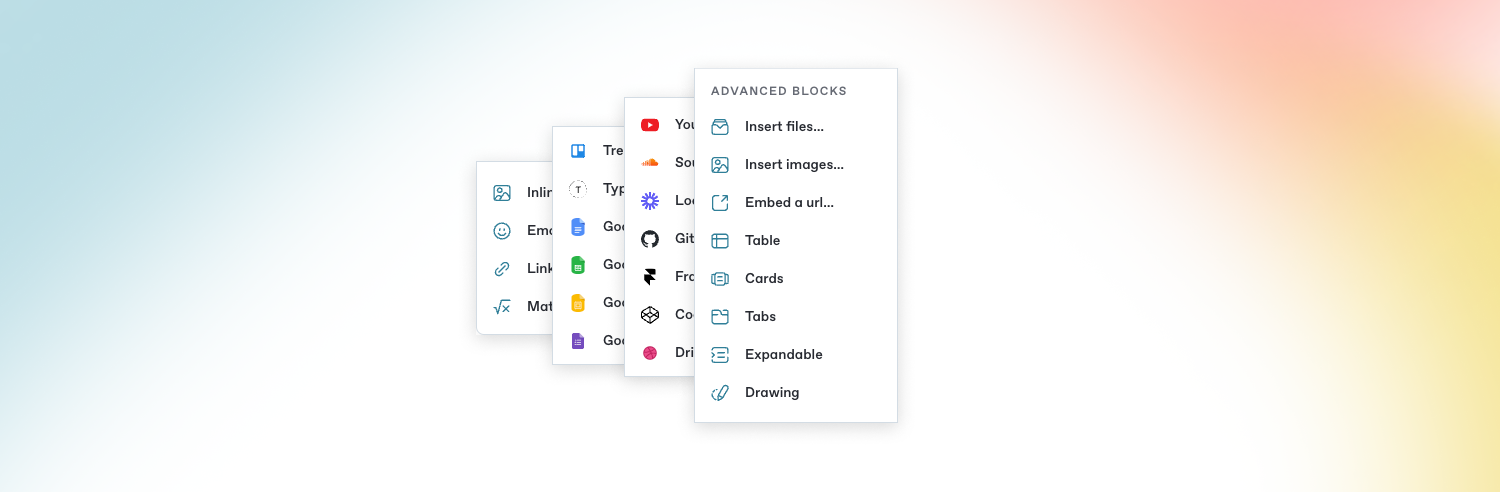 Inlin
Emo
Link
Mat
Tre
Typ
T
Goo
Goo
Goo
Goo
You
Sou
Loo
Git
Fra
Co
Dri
ADVANCED BLOCKS
Insert files...
Insert images...
Embed a url...
Table
Cards
Tabs
Expandable
Drawing